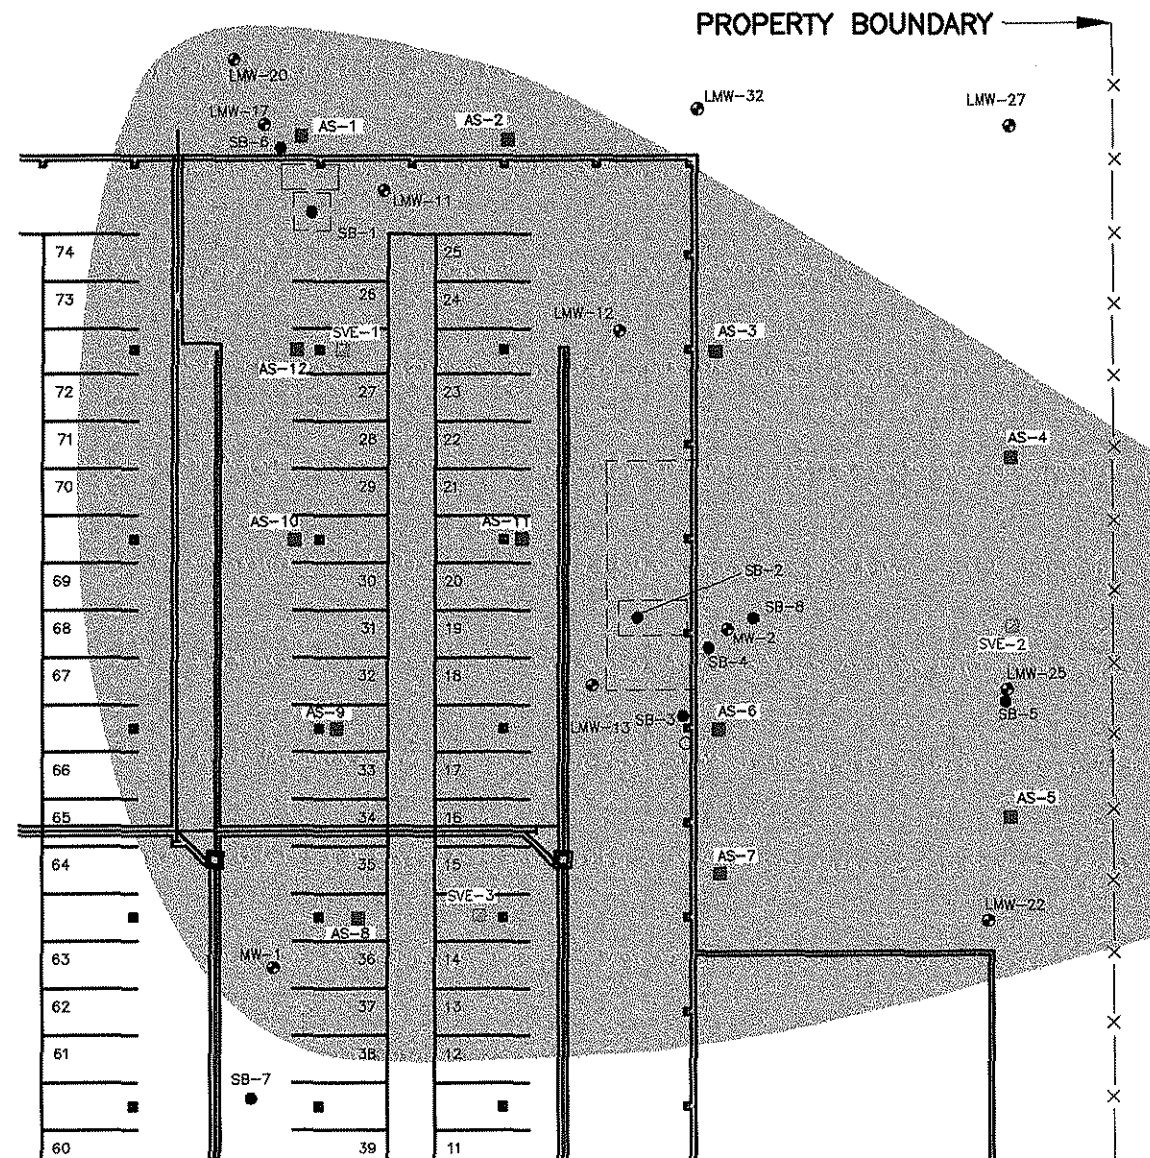 PROPERTY BOUNDARY
LMW-20
LMW-32
LMW-27
LMW-17
AS-1
AS-2
SB-6
LMW-11
SB-1
74
25
73
26
24
LMW-12
SVE-1
AS-3
AS-12
72
27
23
71
28
22
AS-4
70
29
21
AS-10
AS-11
69
30
20
SB-2
SB-8
68
31
19
MW-2
SVE-2
SB-4
67
32
18
LMW-25
AS-9
LMW-13
SB-3
AS-6
SB-5
66
33
17
AS-5
65
34
16
64
35
15
AS-7
SVE-3
LMW-22
AS-8
MW-1
63
36
14
62
37
13
61
38
12
SB-7
60
39
11